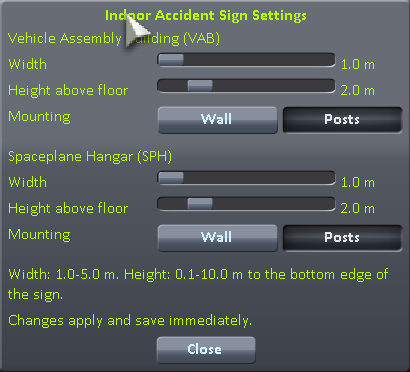 Indoor Accident Sign Settings
Vehicle Assembly Building (VAB)
Width 1.0 m
Height above floor 2.0 m
Mounting Wall Posts
Spaceplane Hangar (SPH)
Width 1.0 m
Height above floor 2.0 m
Mounting Wall Posts
Width: 1.0-5.0 m. Height: 0.1-10.0 m to the bottom edge of
the sign.
Changes apply and save immediately.
Close